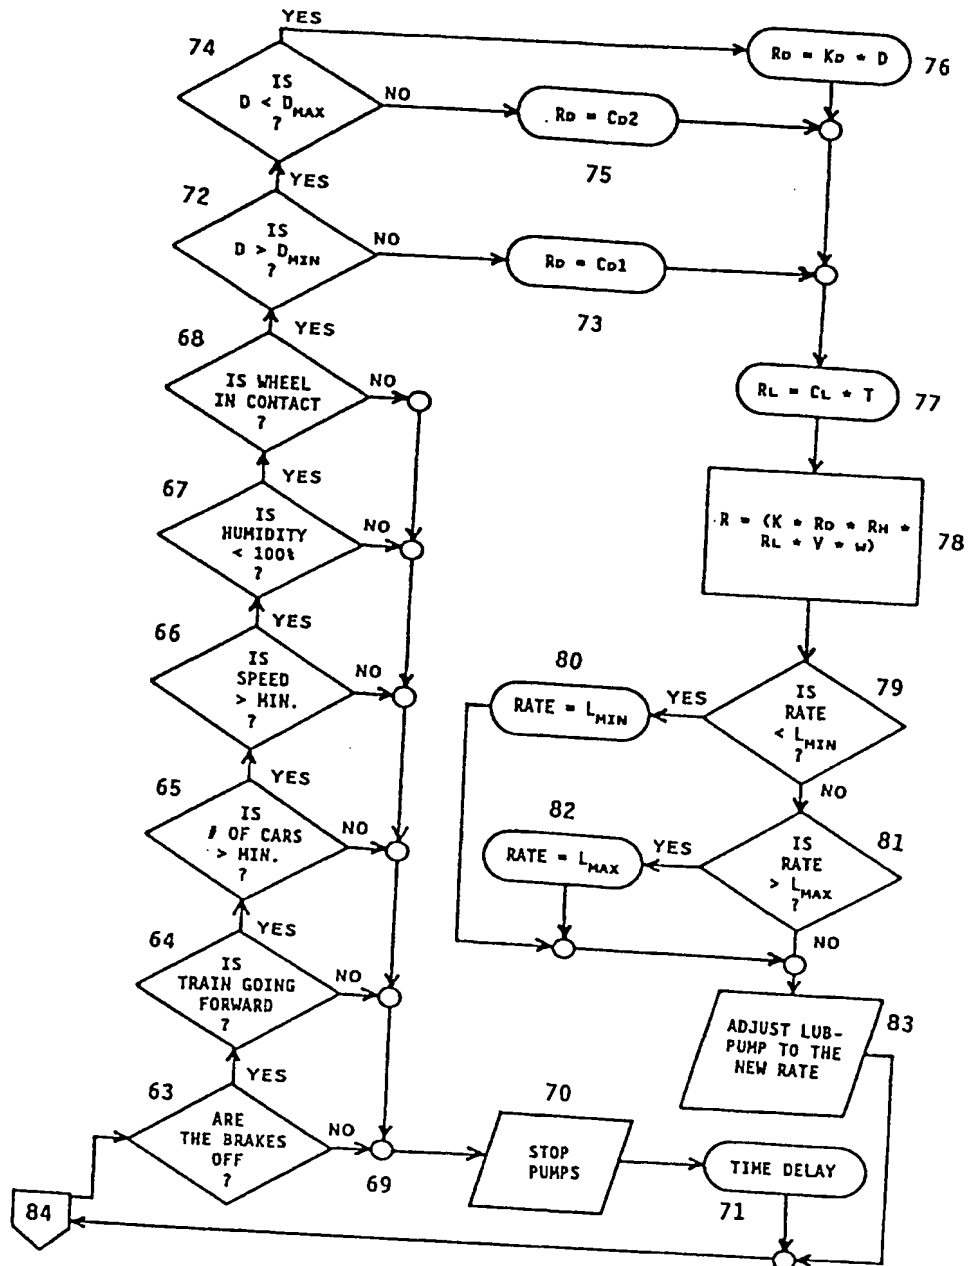 YES
74
IS
D < DMAX
?
NO
RD = KD * D
76
RD = CD2
75
YES
72
IS
D > DMIN
?
NO
RD = CD1
73
YES
68
IS WHEEL
IN CONTACT
?
NO
RL = CL * T
77
YES
67
IS
HUMIDITY
< 100%
?
NO
R = (K * RD * RH *
RL * V * W)
78
YES
66
IS
SPEED
> MIN.
?
NO
80
RATE = LMIN
YES
IS
RATE
< LMIN
?
79
NO
YES
65
IS
# OF CARS
> MIN.
?
NO
82
RATE = LMAX
YES
IS
RATE
> LMAX
?
81
NO
YES
64
IS
TRAIN GOING
FORWARD
?
NO
ADJUST LUB-
PUMP TO THE
NEW RATE
83
YES
63
ARE
THE BRAKES
OFF
?
NO
69
70
STOP
PUMPS
TIME DELAY
71
84